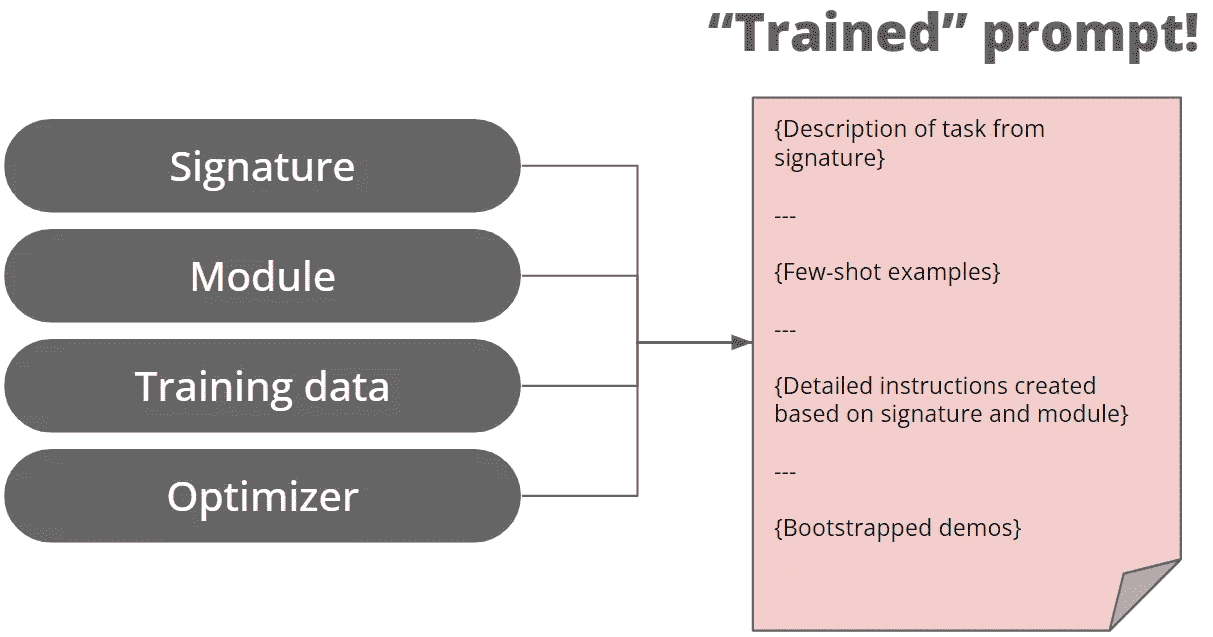 “Trained” prompt!
Signature
Module
Training data
Optimizer
{Description of task from
signature}
---
{Few-shot examples}
---
{Detailed instructions created
based on signature and module}
---
{Bootstrapped demos}